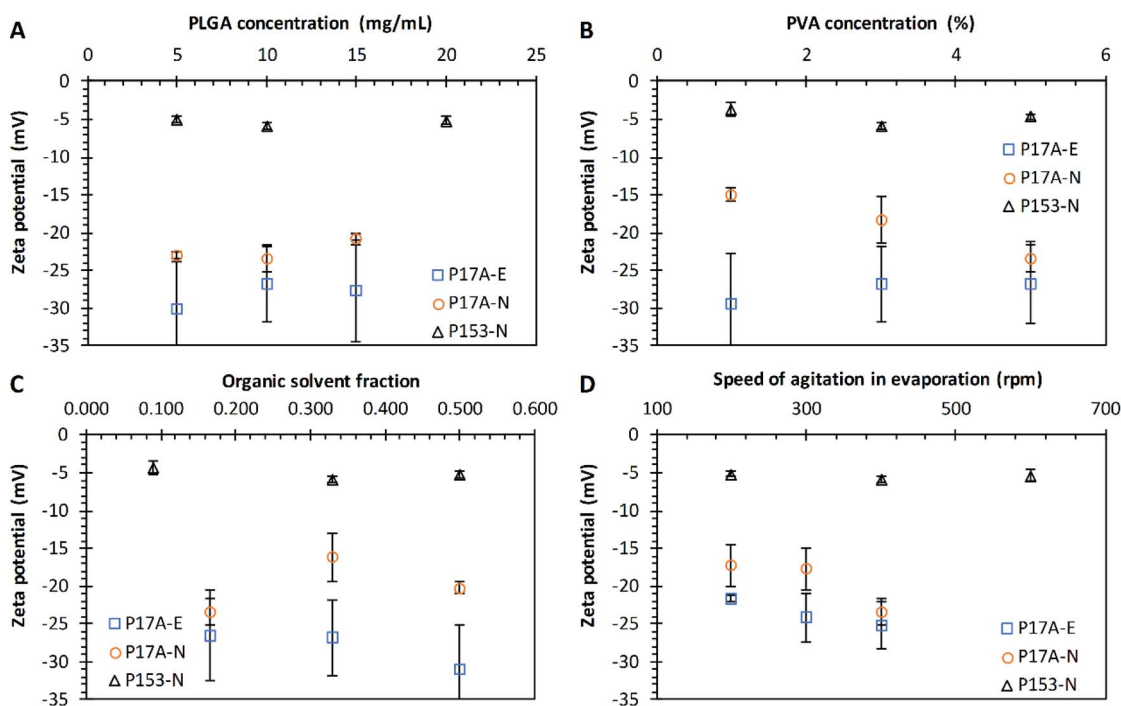 A
PLGA concentration (mg/mL)
0 5 10 15 20 25
Zeta potential (mV)
0
-5
-10
-15
-20
-25
-30
-35
P17A-E
P17A-N
P153-N
B
PVA concentration (%)
0 2 4 6
Zeta potential (mV)
0
-5
-10
-15
-20
-25
-30
-35
P17A-E
P17A-N
P153-N
C
Organic solvent fraction
0.000 0.100 0.200 0.300 0.400 0.500 0.600
Zeta potential (mV)
0
-5
-10
-15
-20
-25
-30
-35
P17A-E
P17A-N
P153-N
D
Speed of agitation in evaporation (rpm)
100 300 500 700
Zeta potential (mV)
0
-5
-10
-15
-20
-25
-30
-35
P17A-E
P17A-N
P153-N